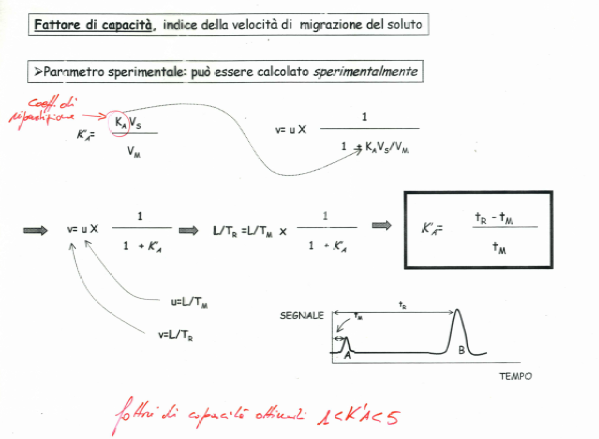 Fattore di capacità, indice della velocità di migrazione del soluto
➢Parametro sperimentale: può essere calcolato sperimentalmente
Coeff. di
ripartizione
K'A= KAVS / VM
v= u X 1 / 1 + KAVS/VM
v= u X 1 / 1 + K'A
L/TR =L/TM x 1 / 1 + K'A
K'A= tR - tM / tM
u=L/TM
v=L/TR
SEGNALE
tR
TM
A
B
TEMPO
fattori di capacità ottimali 1<K'A<5